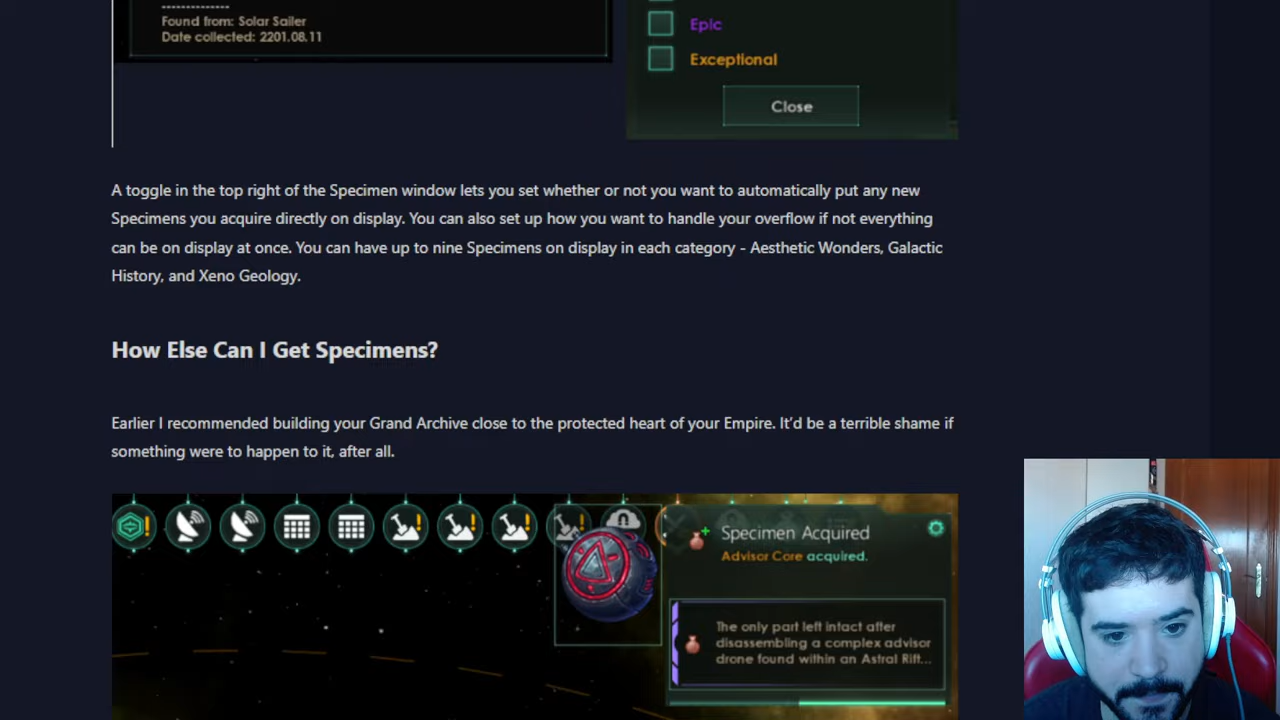 --------------
Found from: Solar Sailer
Date collected: 2201.08.11
Epic
Exceptional
Close
A toggle in the top right of the Specimen window lets you set whether or not you want to automatically put any new
Specimens you acquire directly on display. You can also set up how you want to handle your overflow if not everything
can be on display at once. You can have up to nine Specimens on display in each category - Aesthetic Wonders, Galactic
History, and Xeno Geology.
How Else Can I Get Specimens?
Earlier I recommended building your Grand Archive close to the protected heart of your Empire. It'd be a terrible shame if
something were to happen to it, after all.
Specimen Acquired
Advisor Core acquired.
The only part left intact after
disassembling a complex advisor
drone found within an Astral Rift...